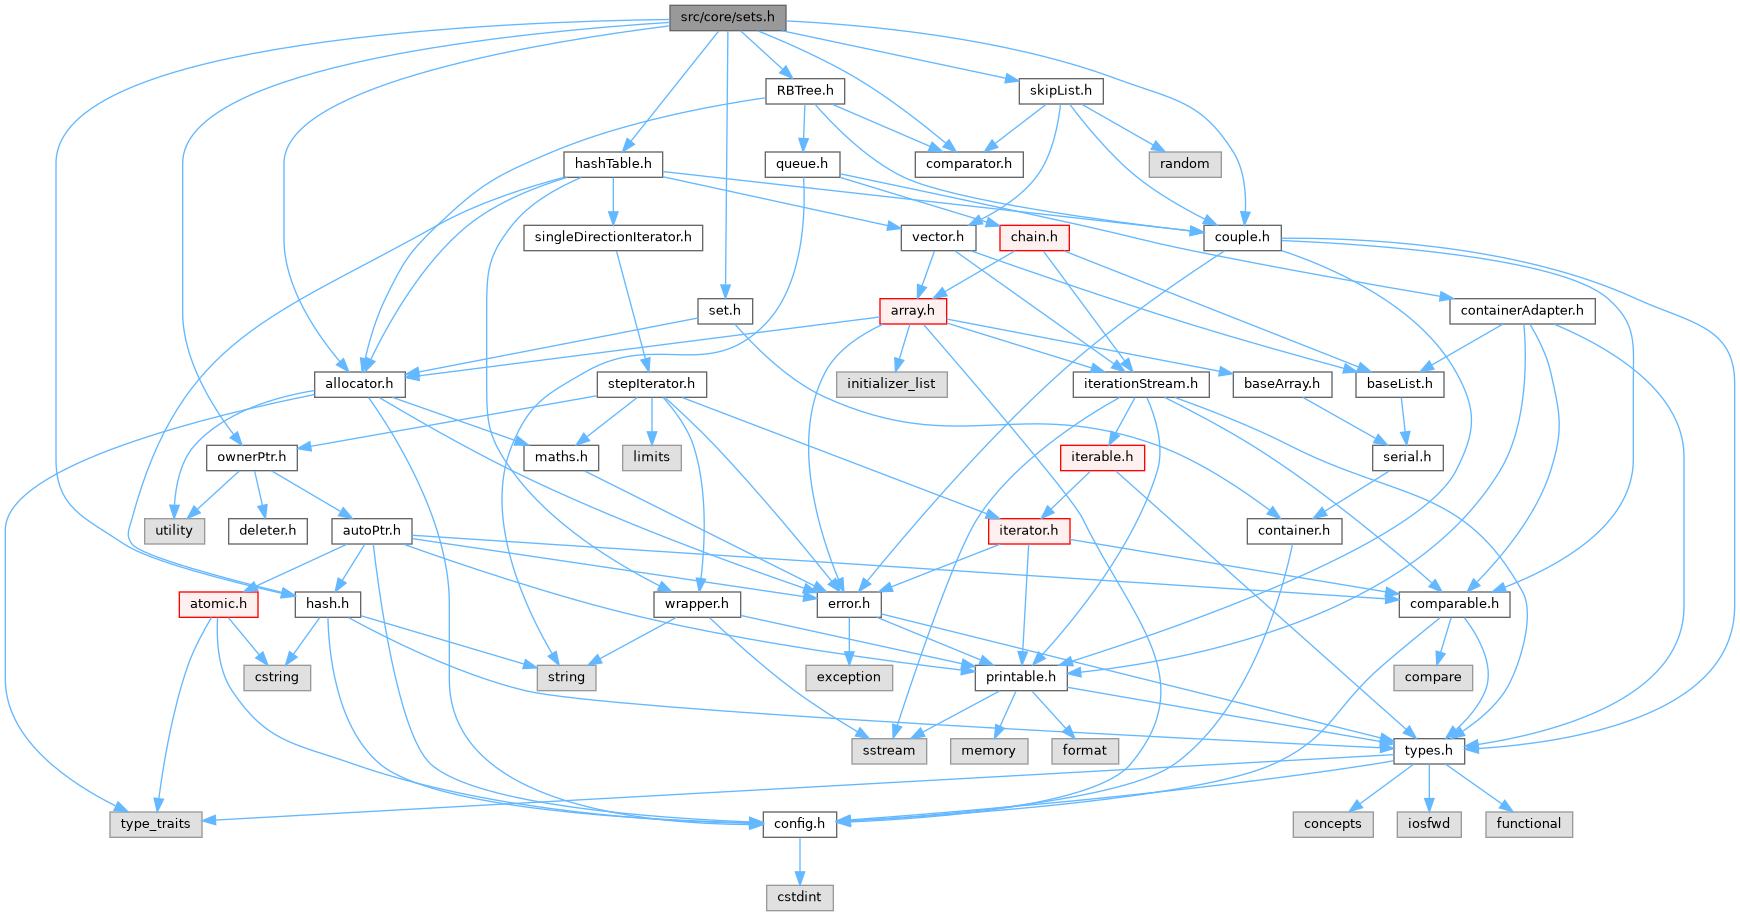 src/core/sets.h
RBTree.h
skipList.h
hashTable.h
queue.h
comparator.h
random
singleDirectionIterator.h
vector.h
chain.h
couple.h
set.h
array.h
containerAdapter.h
allocator.h
stepIterator.h
initializer_list
iterationStream.h
baseArray.h
baseList.h
ownerPtr.h
maths.h
limits
iterable.h
serial.h
utility
deleter.h
autoPtr.h
iterator.h
container.h
atomic.h
hash.h
wrapper.h
error.h
comparable.h
cstring
string
exception
printable.h
compare
sstream
memory
format
types.h
type_traits
config.h
concepts
iosfwd
functional
cstdint